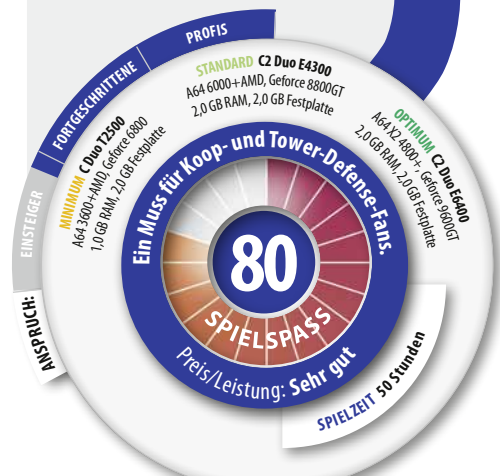 ANSPRUCH:
EINSTEIGER
FORTGESCHRITTENE
PROFIS
MINIMUM C Duo T2500
A64 3600+AMD, Geforce 6800
1,0 GB RAM, 2,0 GB Festplatte
STANDARD C2 Duo E4300
A64 6000+AMD, Geforce 8800GT
2,0 GB RAM, 2,0 GB Festplatte
OPTIMUM C2 Duo E6400
A64 X2 4800+, Geforce 9600GT
2,0 GB RAM, 2,0 GB Festplatte
Ein Muss für Koop- und Tower-Defense-Fans.
80
SPIELSPA$S
Preis/Leistung: Sehr gut
SPIELZEIT 50 Stunden